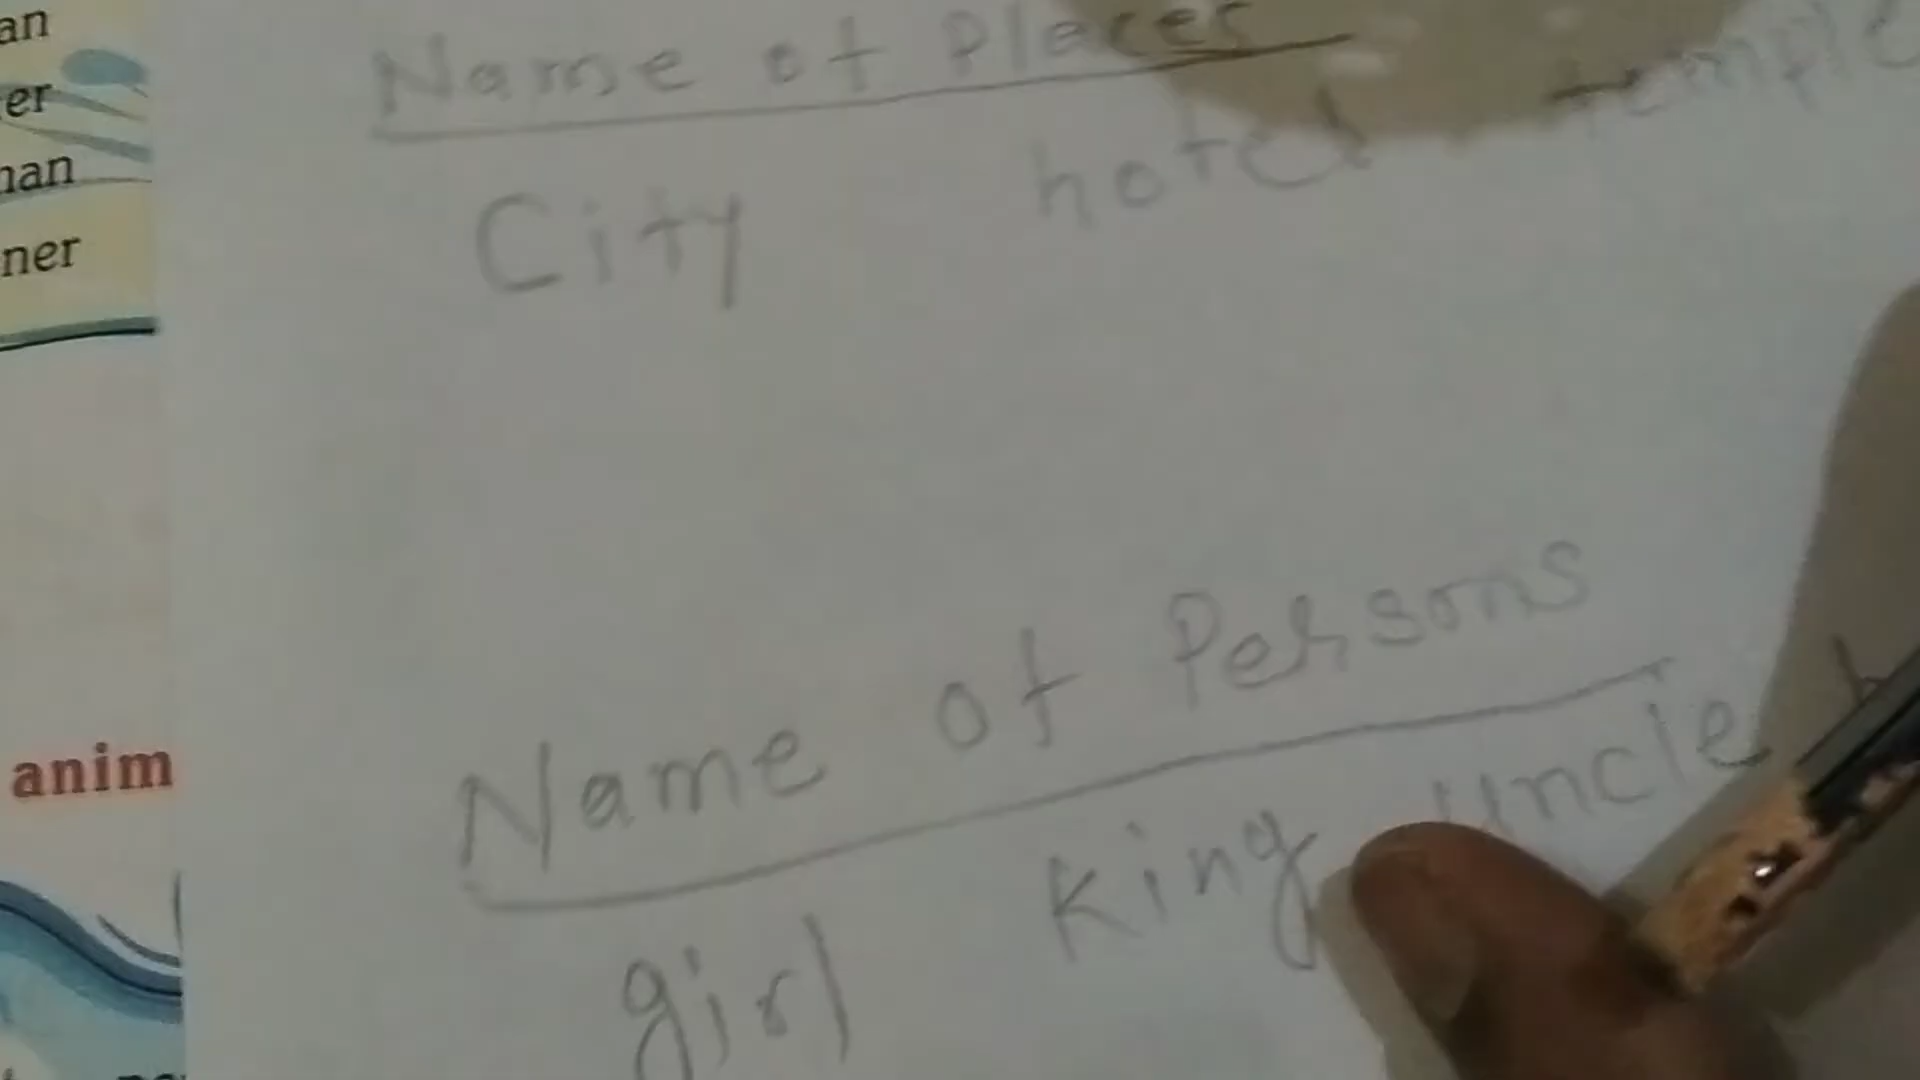 an
er
nan
ner
anim
Name of Places
City hotel temple
Name of Persons
girl King uncle